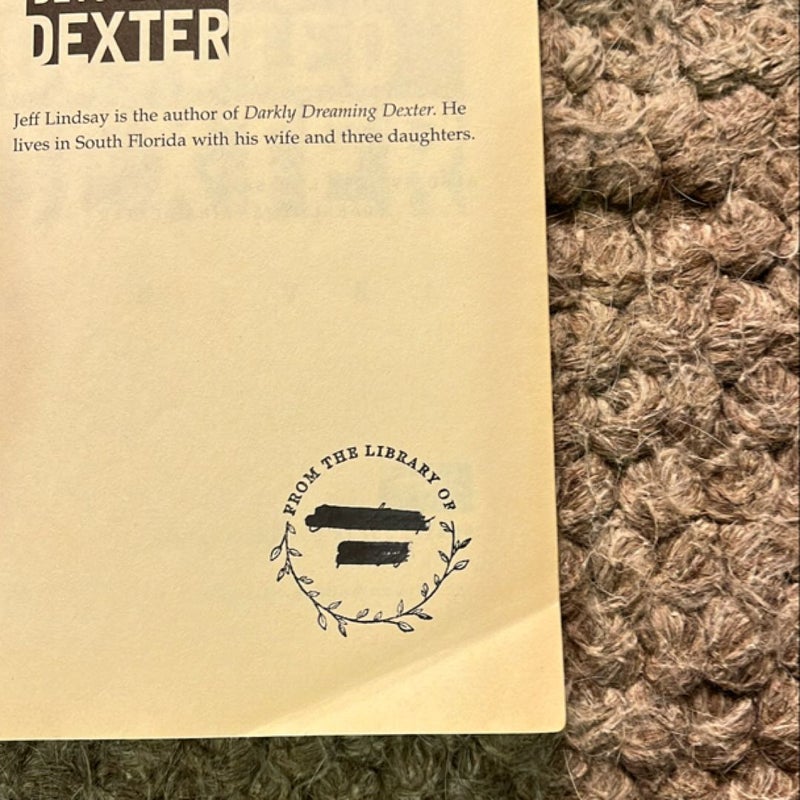 DEXTER
Jeff Lindsay is the author of Darkly Dreaming Dexter. He
lives in South Florida with his wife and three daughters.
FROM THE LIBRARY OF